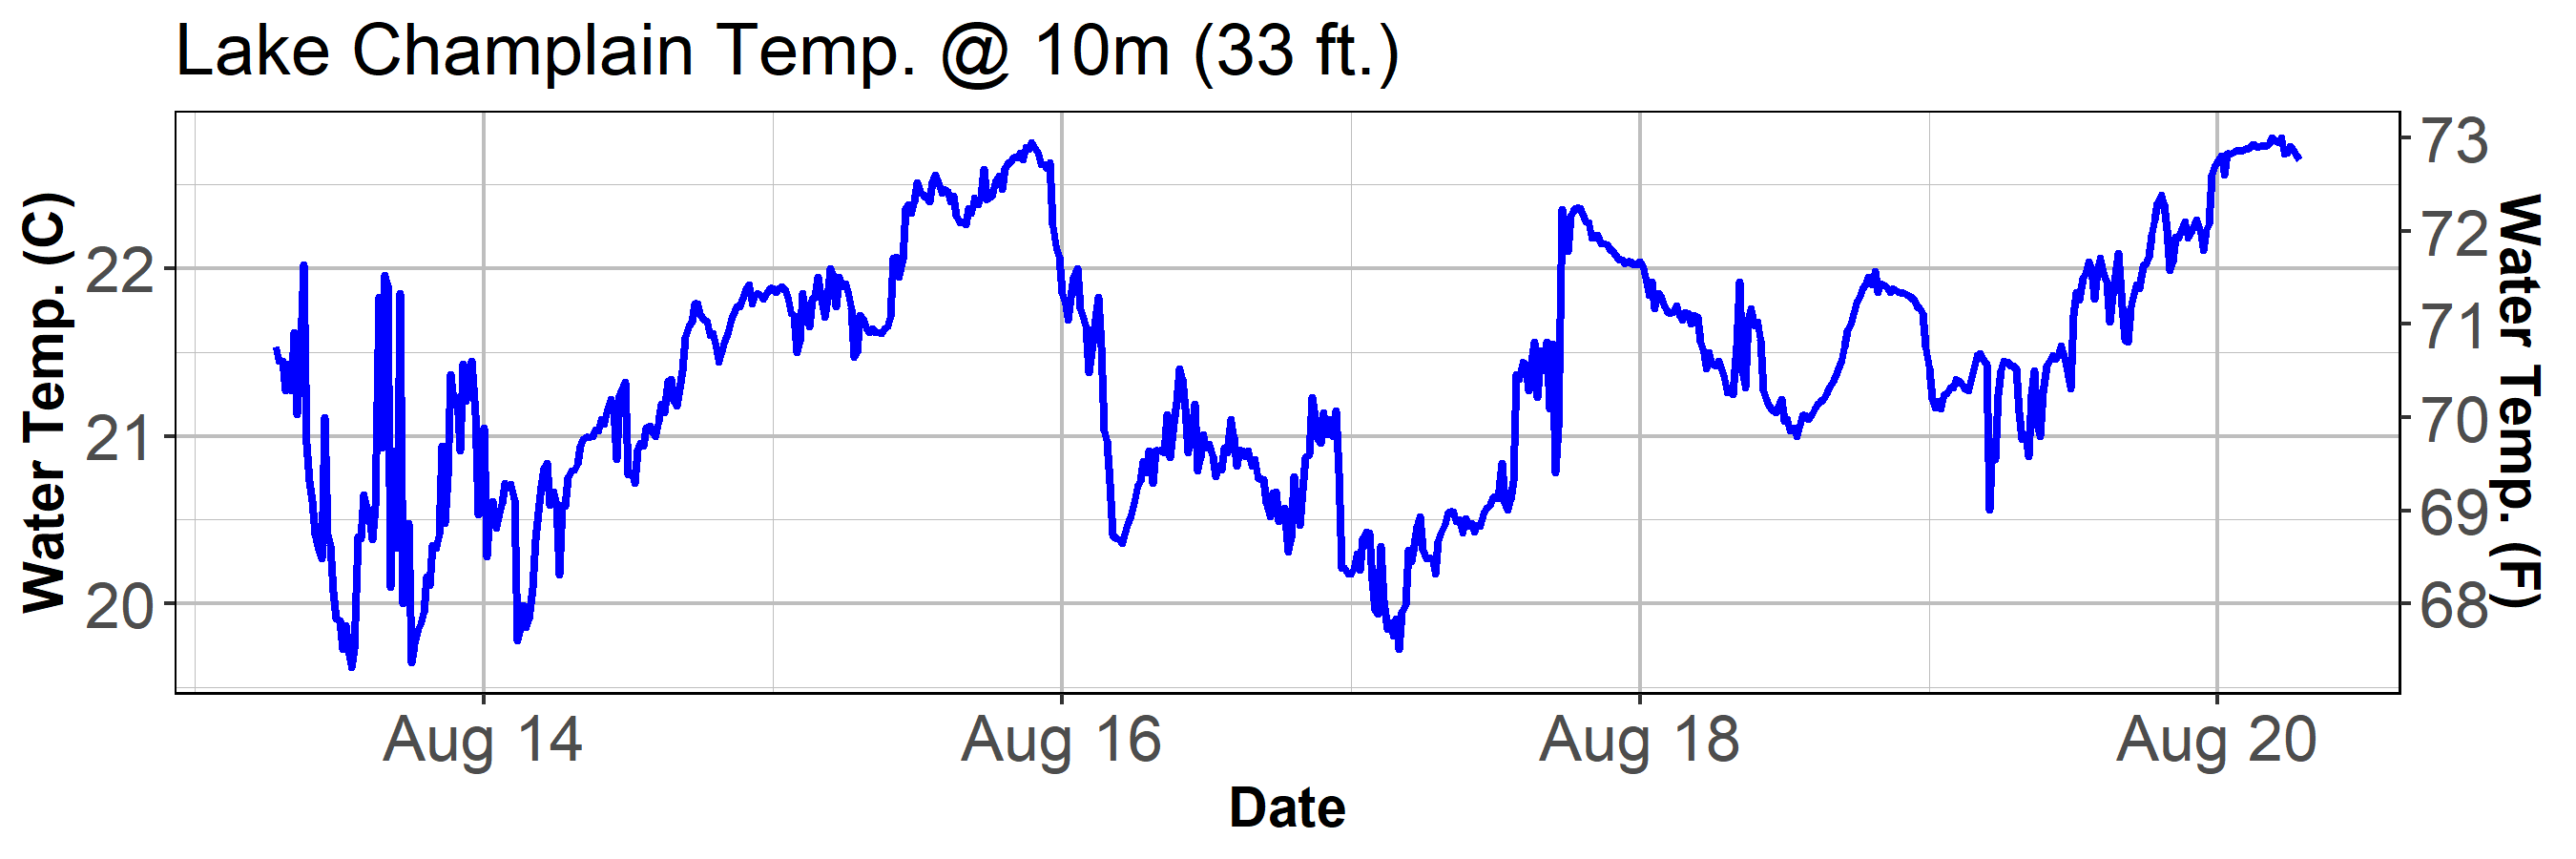 Lake Champlain Temp. @ 10m (33 ft.)
Water Temp. (C)
22
21
20
73
72
71
70
69
68
Water Temp. (F)
Aug 14 Aug 16 Aug 18 Aug 20
Date